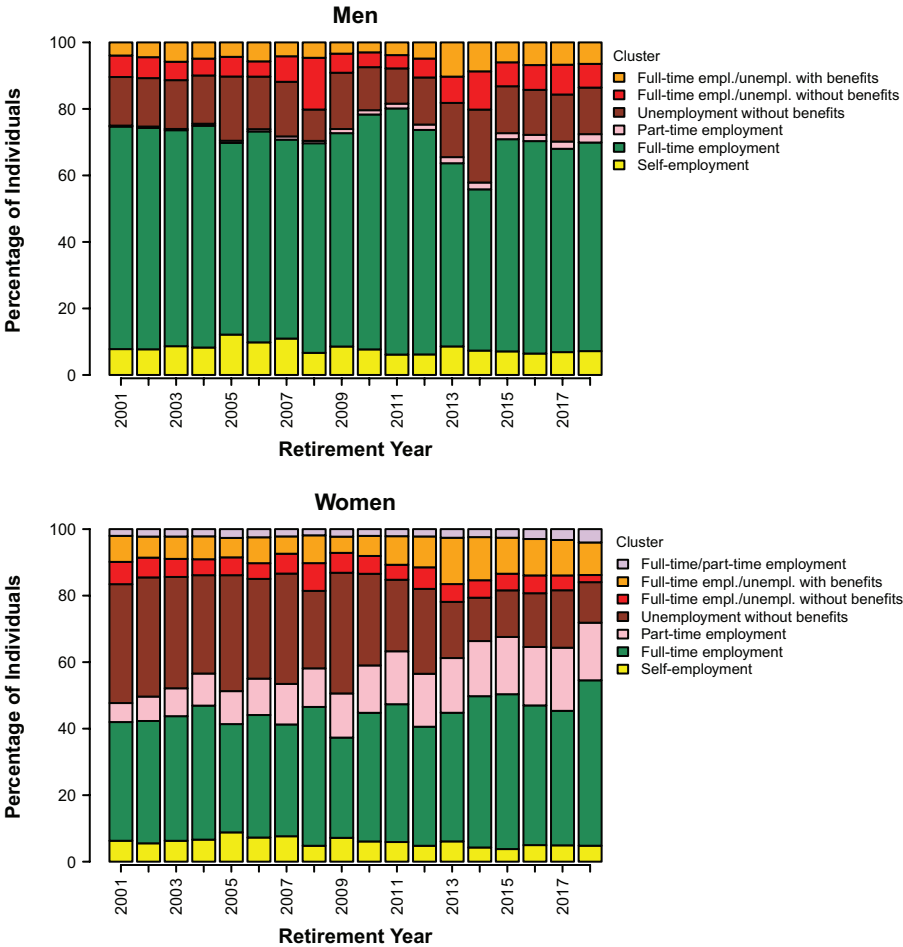 Men
Percentage of Individuals
100
80
60
40
20
0
2001
2003
2005
2007
2009
2011
2013
2015
2017
Retirement Year
Cluster
Full-time empl./unempl. with benefits
Full-time empl./unempl. without benefits
Unemployment without benefits
Part-time employment
Full-time employment
Self-employment
Women
Percentage of Individuals
100
80
60
40
20
0
2001
2003
2005
2007
2009
2011
2013
2015
2017
Retirement Year
Cluster
Full-time/part-time employment
Full-time empl./unempl. with benefits
Full-time empl./unempl. without benefits
Unemployment without benefits
Part-time employment
Full-time employment
Self-employment